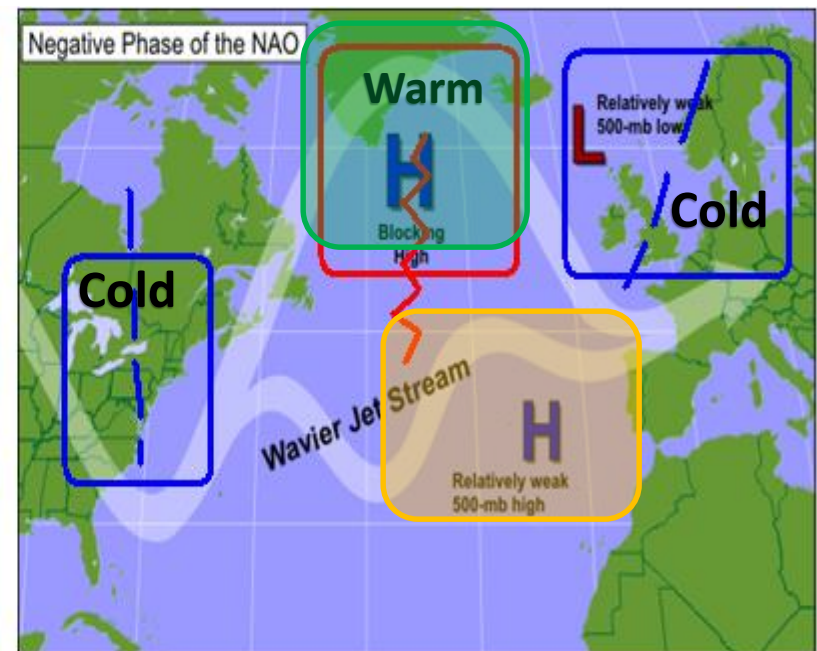 Negative Phase of the NAO
Warm
H
Blocking
High
L
Relatively weak
500-mb low
Cold
Cold
Wavier Jet Stream
H
Relatively weak
500-mb high